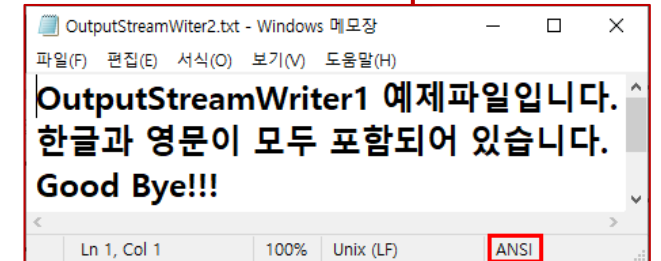 OutputStreamWiter2.txt - Windows 메모장
파일(F) 편집(E) 서식(O) 보기(V) 도움말(H)
OutputStreamWriter1 예제파일입니다.
한글과 영문이 모두 포함되어 있습니다.
Good Bye!!!
Ln 1, Col 1 100% Unix (LF) ANSI